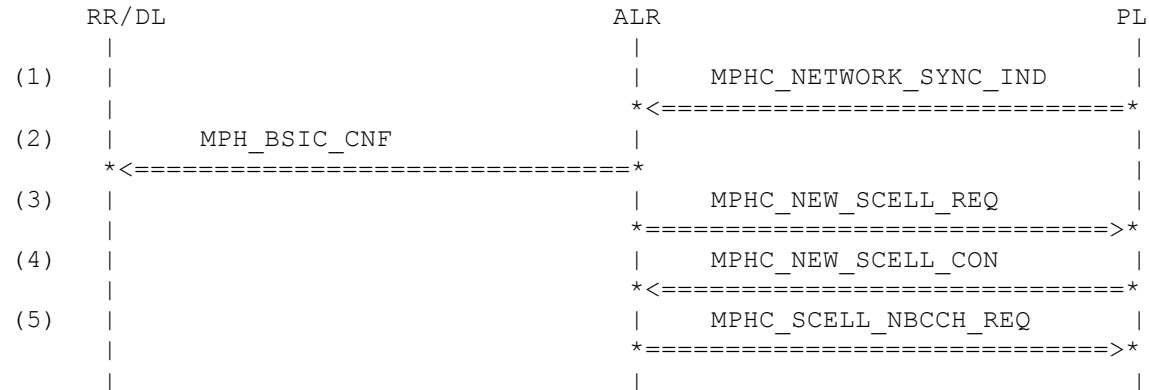 RR/DL ALR PL
(1) MPHC_NETWORK_SYNC_IND
(2) MPH_BSIC_CNF
(3) MPHC_NEW_SCELL_REQ
(4) MPHC_NEW_SCELL_CON
(5) MPHC_SCELL_NBCCH_REQ